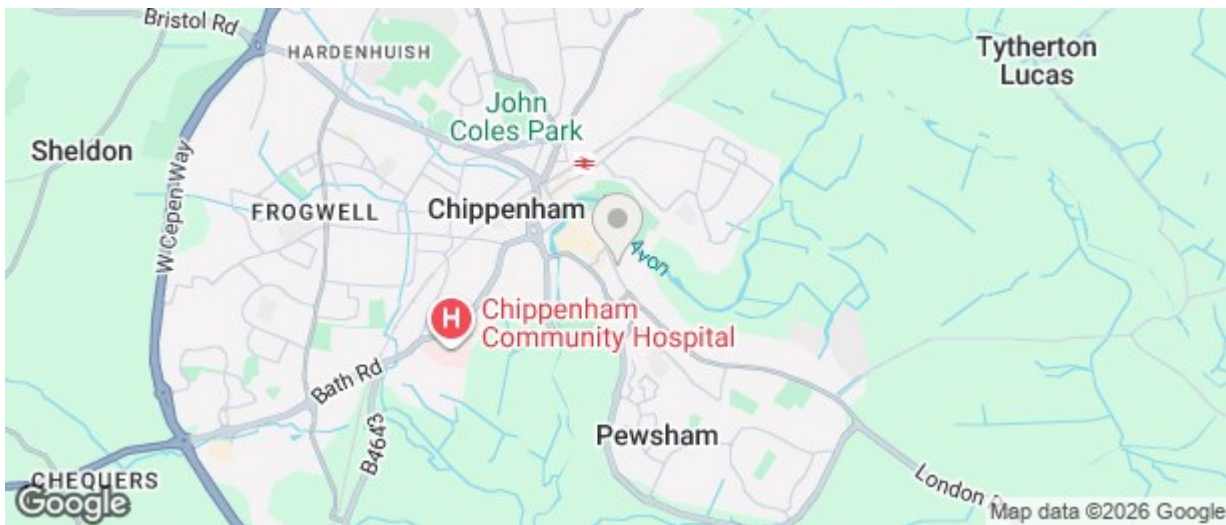 Bristol Rd
HARDENHUISH
Tytherton
Lucas
John
Coles Park
Sheldon
W Cepen Way
FROGWELL
Chippenham
Avon
H
Chippenham
Community Hospital
Bath Rd
B4643
Pewsham
CHEQUERS
London
Google
Map data ©2026 Google